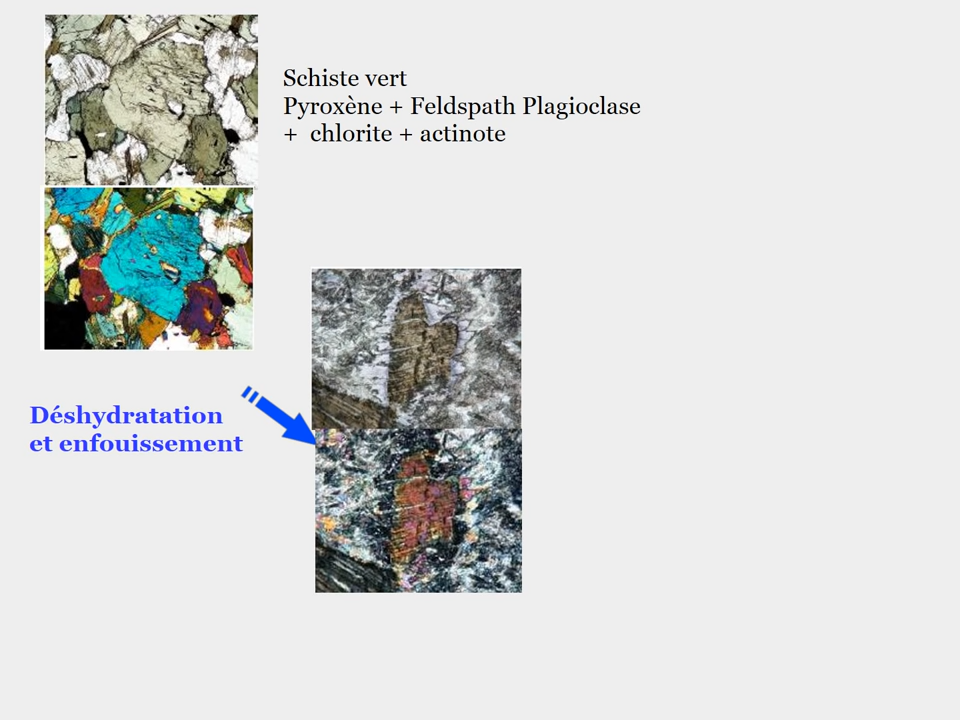 Schiste vert
Pyroxène + Feldspath Plagioclase
+ chlorite + actinote
Déshydratation
et enfouissement